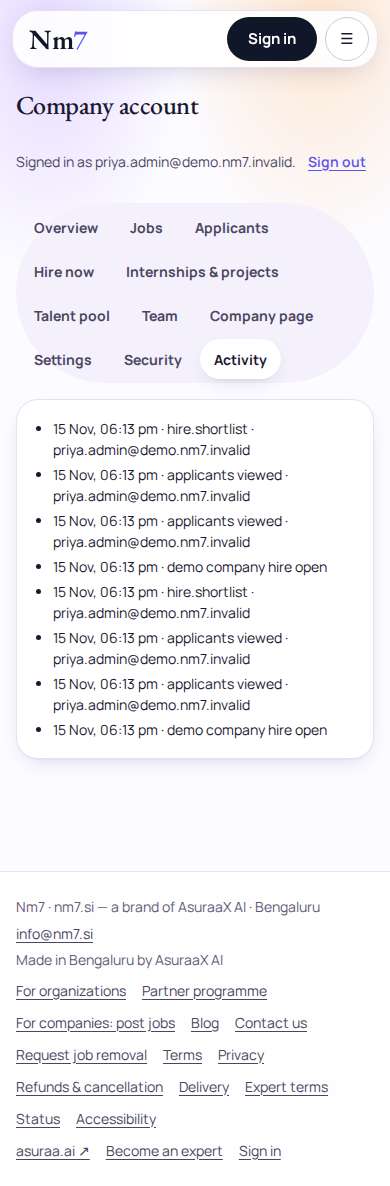 Nm7
Sign in
☰
Company account
Signed in as priya.admin@demo.nm7.invalid. Sign out
Overview Jobs Applicants
Hire now Internships & projects
Talent pool Team Company page
Settings Security Activity
• 15 Nov, 06:13 pm · hire.shortlist ·
priya.admin@demo.nm7.invalid
• 15 Nov, 06:13 pm · applicants viewed ·
priya.admin@demo.nm7.invalid
• 15 Nov, 06:13 pm · applicants viewed ·
priya.admin@demo.nm7.invalid
• 15 Nov, 06:13 pm · demo company hire open
• 15 Nov, 06:13 pm · hire.shortlist ·
priya.admin@demo.nm7.invalid
• 15 Nov, 06:13 pm · applicants viewed ·
priya.admin@demo.nm7.invalid
• 15 Nov, 06:13 pm · applicants viewed ·
priya.admin@demo.nm7.invalid
• 15 Nov, 06:13 pm · demo company hire open
Nm7 · nm7.si — a brand of AsuraaX AI · Bengaluru
info@nm7.si
Made in Bengaluru by AsuraaX AI
For organizations Partner programme
For companies: post jobs Blog Contact us
Request job removal Terms Privacy
Refunds & cancellation Delivery Expert terms
Status Accessibility
asuraa.ai ↗ Become an expert Sign in